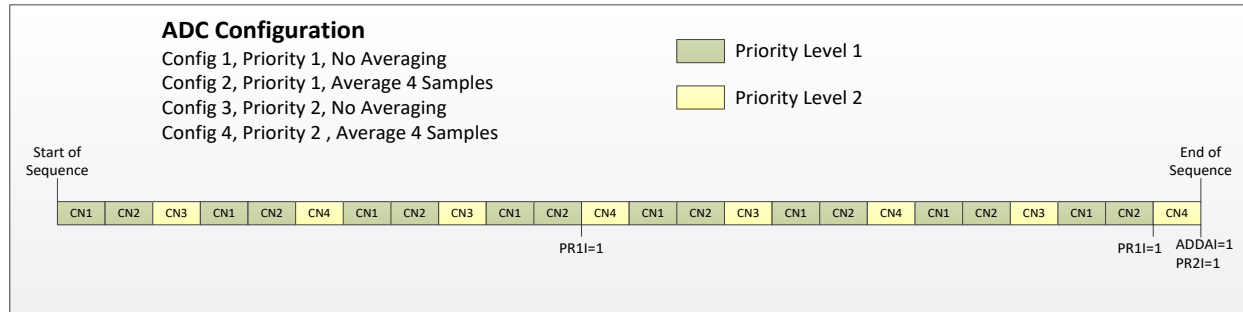 ADC Configuration
Config 1, Priority 1, No Averaging
Config 2, Priority 1, Average 4 Samples
Config 3, Priority 2, No Averaging
Config 4, Priority 2 , Average 4 Samples
Priority Level 1
Priority Level 2
Start of
Sequence
End of
Sequence
CN1 CN2 CN3 CN1 CN2 CN4 CN1 CN2 CN3 CN1 CN2 CN4 CN1 CN2 CN3 CN1 CN2 CN4 CN1 CN2 CN3 CN1 CN2 CN4
PR1I=1 PR1I=1 ADDAI=1
PR2I=1